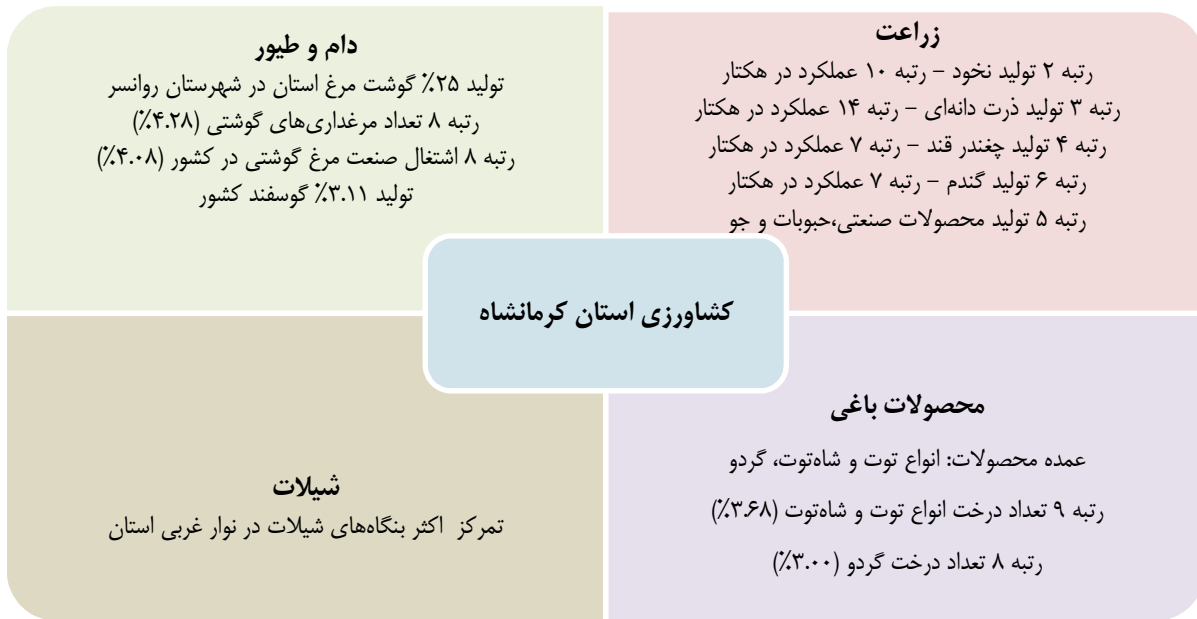 زراعت
رتبه ۲ تولید نخود – رتبه ۱۰ عملکرد در هکتار
رتبه ۳ تولید ذرت دانه‌ای – رتبه ۱۴ عملکرد در هکتار
رتبه ۴ تولید چغندر قند – رتبه ۷ عملکرد در هکتار
رتبه ۶ تولید گندم – رتبه ۷ عملکرد در هکتار
رتبه ۵ تولید محصولات صنعتی،حبوبات و جو
دام و طیور
تولید ۲۵٪ گوشت مرغ استان در شهرستان روانسر
رتبه ۸ تعداد مرغداری‌های گوشتی (۴.۲۸٪)
رتبه ۸ اشتغال صنعت مرغ گوشتی در کشور (۴.۰۸٪)
تولید ۳.۱۱٪ گوسفند کشور
کشاورزی استان کرمانشاه
محصولات باغی
عمده محصولات: انواع توت و شاه‌توت، گردو
رتبه ۹ تعداد درخت انواع توت و شاه‌توت (۳.۶۸٪)
رتبه ۸ تعداد درخت گردو (۳.۰۰٪)
شیلات
تمرکز اکثر بنگاه‌های شیلات در نوار غربی استان